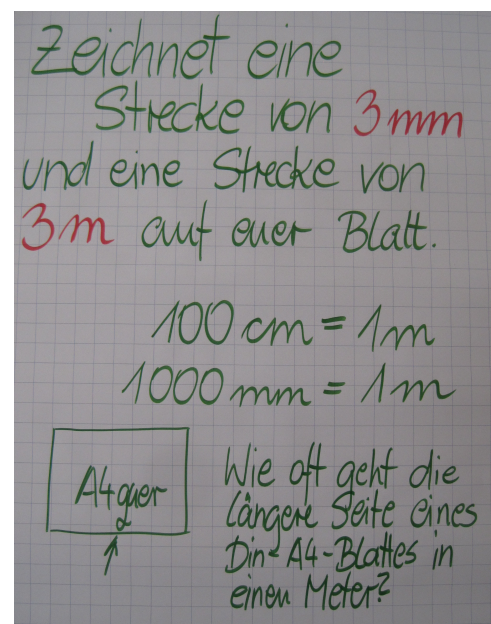 Zeichnet eine
Strecke von 3mm
und eine Strecke von
3m auf euer Blatt.
100 cm = 1m
1000 mm = 1m
A4quer
Wie oft geht die
längere Seite eines
Din-A4-Blattes in
einen Meter?